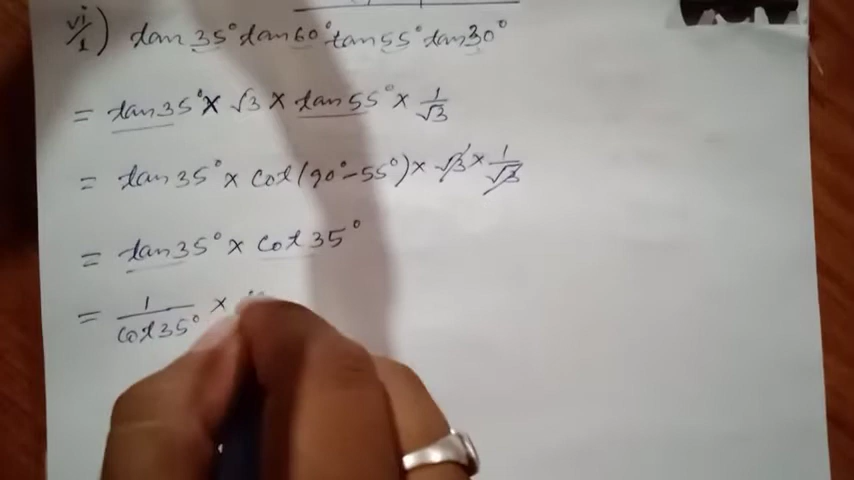 vi/1) tan 35° tan 60° tan 55° tan 30°
= tan 35° × √3 × tan 55° × 1/√3
= tan 35° × cot (90° - 55°) × √3 × 1/√3
= tan 35° × cot 35°
= 1/cot 35° ×